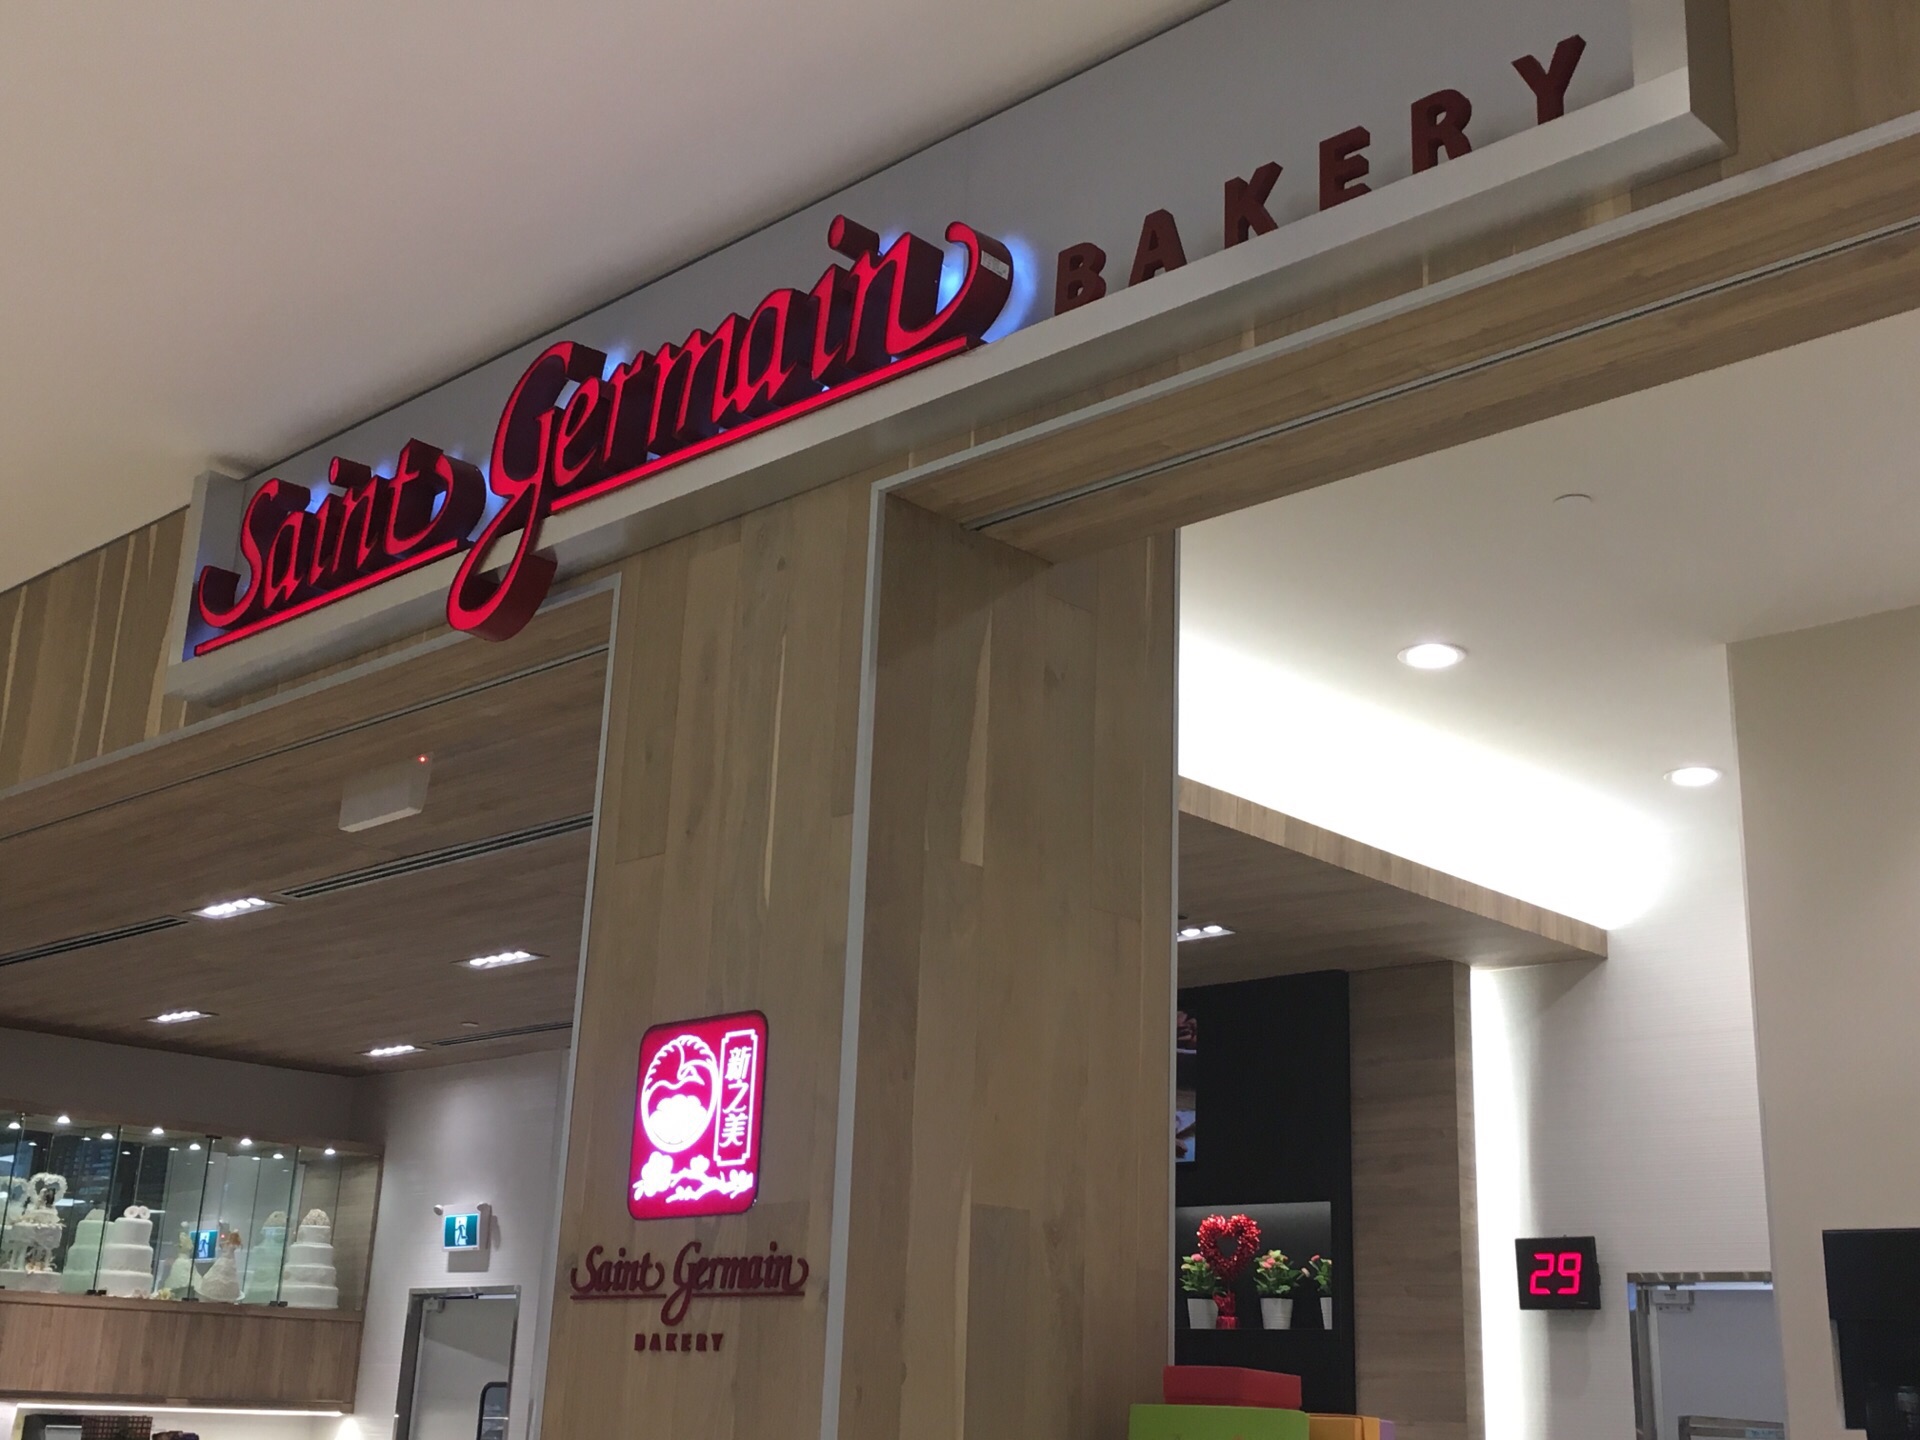 Saint Germain BAKERY
新之美
Saint Germain
BAKERY
29